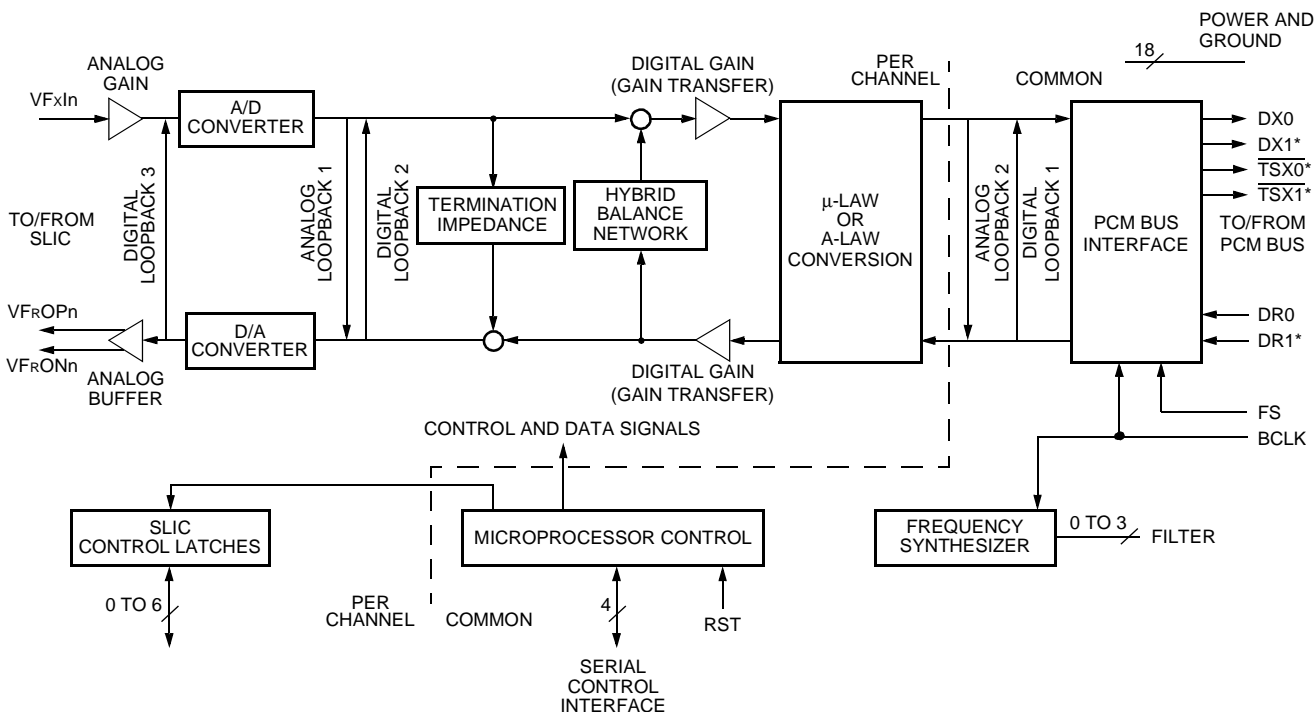 POWER AND
GROUND
18
ANALOG
GAIN
DIGITAL GAIN
(GAIN TRANSFER)
PER
CHANNEL
COMMON
VFxIn
A/D
CONVERTER
DX0
DX1*
TSX0*
TSX1*
TO/FROM
SLIC
DIGITAL
LOOPBACK 3
ANALOG
LOOPBACK 1
DIGITAL
LOOPBACK 2
TERMINATION
IMPEDANCE
HYBRID
BALANCE
NETWORK
μ-LAW
OR
A-LAW
CONVERSION
ANALOG
LOOPBACK 2
DIGITAL
LOOPBACK 1
PCM BUS
INTERFACE
TO/FROM
PCM BUS
VFROPn
VFRONn
D/A
CONVERTER
ANALOG
BUFFER
DIGITAL GAIN
(GAIN TRANSFER)
DR0
DR1*
FS
BCLK
CONTROL AND DATA SIGNALS
SLIC
CONTROL LATCHES
MICROPROCESSOR CONTROL
FREQUENCY
SYNTHESIZER
0 TO 3
FILTER
0 TO 6
PER
CHANNEL
COMMON
4
RST
SERIAL
CONTROL
INTERFACE